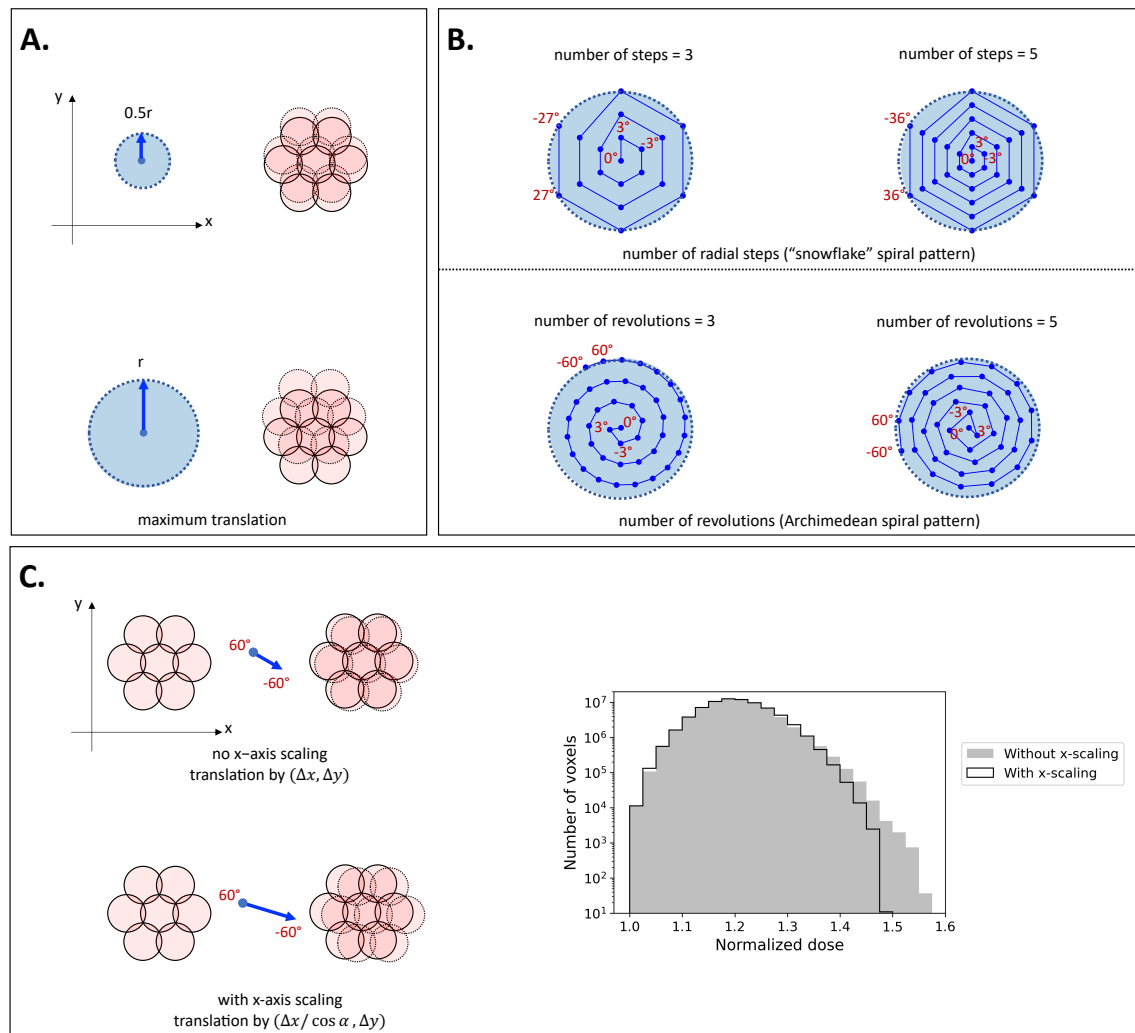 A.
y
0.5r
x
r
maximum translation
B.
number of steps = 3
number of steps = 5
-27°
3°
-3°
0°
27°
-36°
3°
0°
-3°
36°
number of radial steps (“snowflake” spiral pattern)
number of revolutions = 3
number of revolutions = 5
60°
-60°
0°
3°
-3°
-3°
60°
0°
3°
-60°
number of revolutions (Archimedean spiral pattern)
C.
y
60°
-60°
x
no x–axis scaling
translation by (Δx, Δy)
60°
-60°
with x-axis scaling
translation by (Δx/ cos α , Δy)
10⁷
10⁶
10⁵
10⁴
10³
10²
10¹
Number of voxels
1.0 1.1 1.2 1.3 1.4 1.5 1.6
Normalized dose
Without x-scaling
With x-scaling